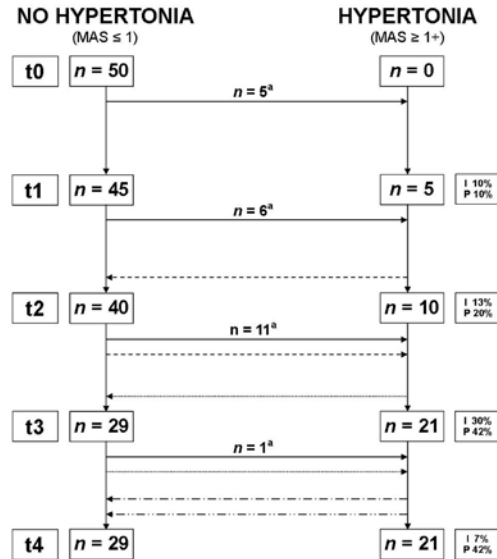 NO HYPERTONIA HYPERTONIA
(MAS ≤ 1) (MAS ≥ 1+)
t0 n = 50 n = 0
n = 5ᵃ
t1 n = 45 n = 5 I 10%
P 10%
n = 6ᵃ
t2 n = 40 n = 10 I 13%
P 20%
n = 11ᵃ
t3 n = 29 n = 21 I 30%
P 42%
n = 1ᵃ
t4 n = 29 n = 21 I 7%
P 42%